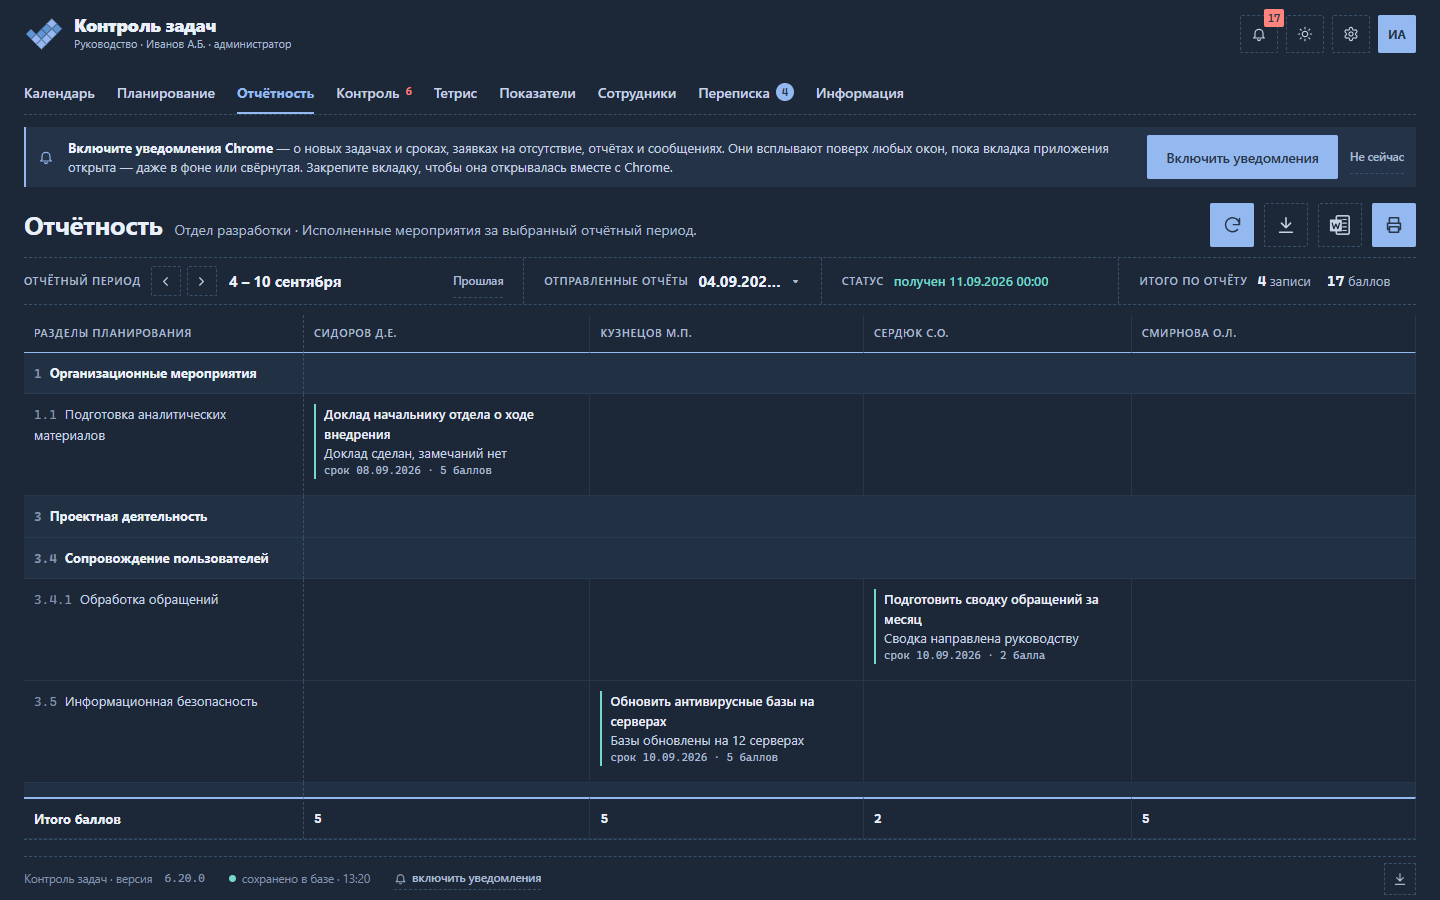 Контроль задач
Руководство · Иванов А.Б. · администратор
17
ИА
Календарь Планирование Отчётность Контроль 6 Тетрис Показатели Сотрудники Переписка 4 Информация
Включите уведомления Chrome — о новых задачах и сроках, заявках на отсутствие, отчётах и сообщениях. Они всплывают поверх любых окон, пока вкладка приложения
открыта — даже в фоне или свёрнутая. Закрепите вкладку, чтобы она открывалась вместе с Chrome.
Включить уведомления
Не сейчас
Отчётность Отдел разработки · Исполненные мероприятия за выбранный отчётный период.
ОТЧЁТНЫЙ ПЕРИОД 4 – 10 сентября Прошлая ОТПРАВЛЕННЫЕ ОТЧЁТЫ 04.09.202... СТАТУС получен 11.09.2026 00:00 ИТОГО ПО ОТЧЁТУ 4 записи 17 баллов
РАЗДЕЛЫ ПЛАНИРОВАНИЯ СИДОРОВ Д.Е. КУЗНЕЦОВ М.П. СЕРДЮК С.О. СМИРНОВА О.Л.
1 Организационные мероприятия
1.1 Подготовка аналитических
материалов
Доклад начальнику отдела о ходе
внедрения
Доклад сделан, замечаний нет
срок 08.09.2026 · 5 баллов
3 Проектная деятельность
3.4 Сопровождение пользователей
3.4.1 Обработка обращений
Подготовить сводку обращений за
месяц
Сводка направлена руководству
срок 10.09.2026 · 2 балла
3.5 Информационная безопасность
Обновить антивирусные базы на
серверах
Базы обновлены на 12 серверах
срок 10.09.2026 · 5 баллов
Итого баллов 5 5 2 5
Контроль задач · версия 6.20.0 сохранено в базе · 13:20 включить уведомления